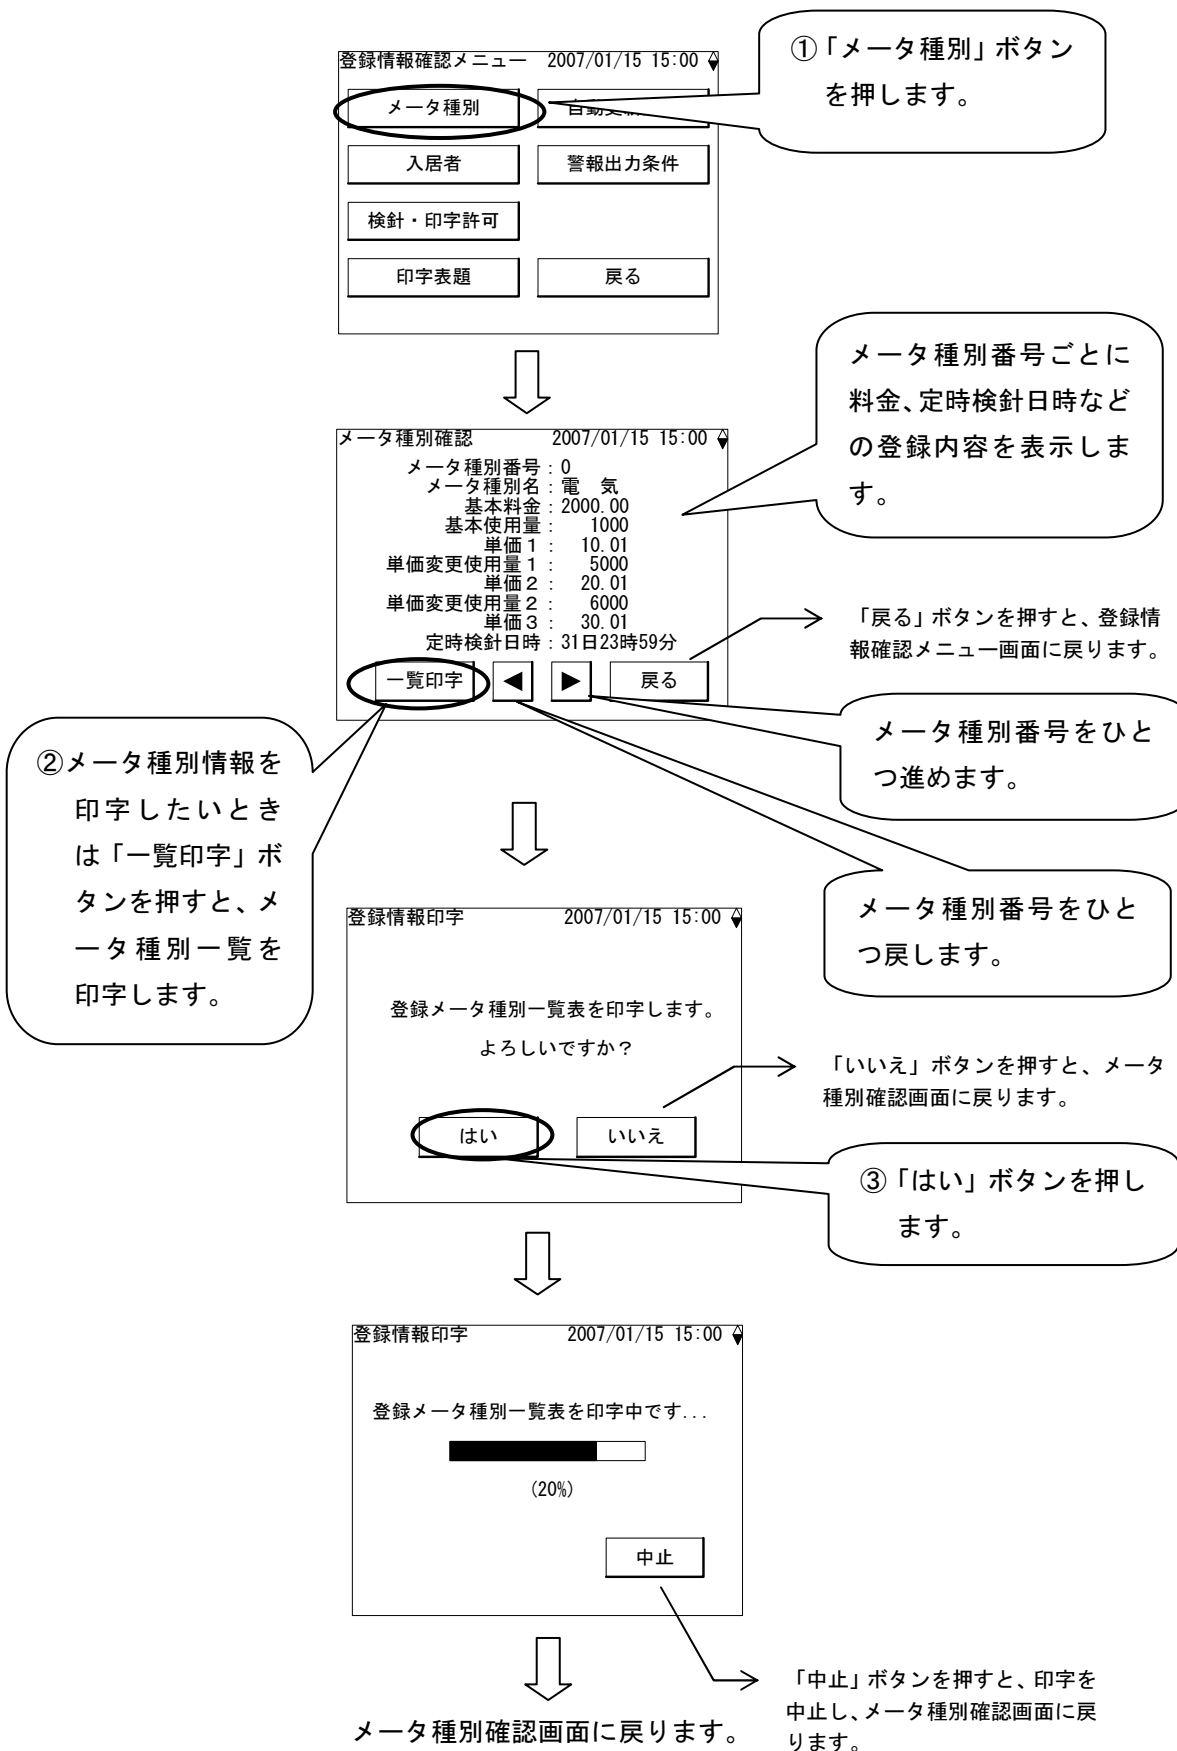 登録情報確認メニュー 2007/01/15 15:00
メータ種別
入居者
警報出力条件
検針・印字許可
印字表題
戻る
①「メータ種別」ボタン
を押します。
メータ種別番号ごとに
料金、定時検針日時など
の登録内容を表示しま
す。
メータ種別確認 2007/01/15 15:00
メータ種別番号：0
メータ種別名：電　気
基本料金：2000.00
基本使用量： 1000
単価１： 10.01
単価変更使用量１： 5000
単価２： 20.01
単価変更使用量２： 6000
単価３： 30.01
定時検針日時：31日23時59分
一覧印字 ◀ ▶ 戻る
「戻る」ボタンを押すと、登録情
報確認メニュー画面に戻ります。
メータ種別番号をひと
つ進めます。
メータ種別番号をひと
つ戻します。
②メータ種別情報を
印字したいとき
は「一覧印字」ボ
タンを押すと、メ
ータ種別一覧を
印字します。
登録情報印字 2007/01/15 15:00
登録メータ種別一覧表を印字します。
よろしいですか？
はい いいえ
「いいえ」ボタンを押すと、メータ
種別確認画面に戻ります。
③「はい」ボタンを押し
ます。
登録情報印字 2007/01/15 15:00
登録メータ種別一覧表を印字中です...
(20%)
中止
「中止」ボタンを押すと、印字を
中止し、メータ種別確認画面に戻
ります。
メータ種別確認画面に戻ります。